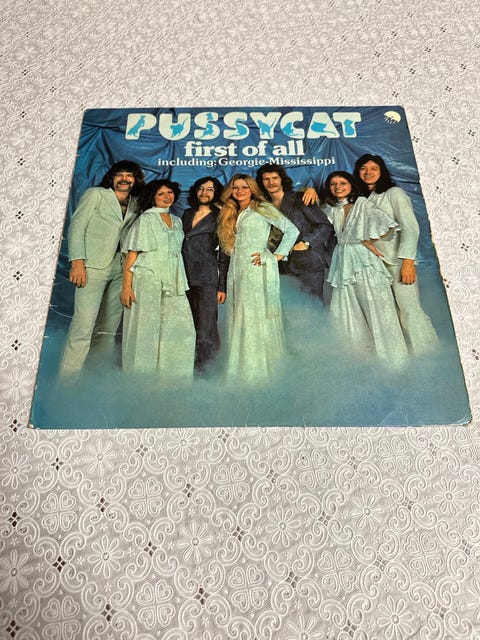 PUSSYCAT
first of all
including: Georgie-Mississippi